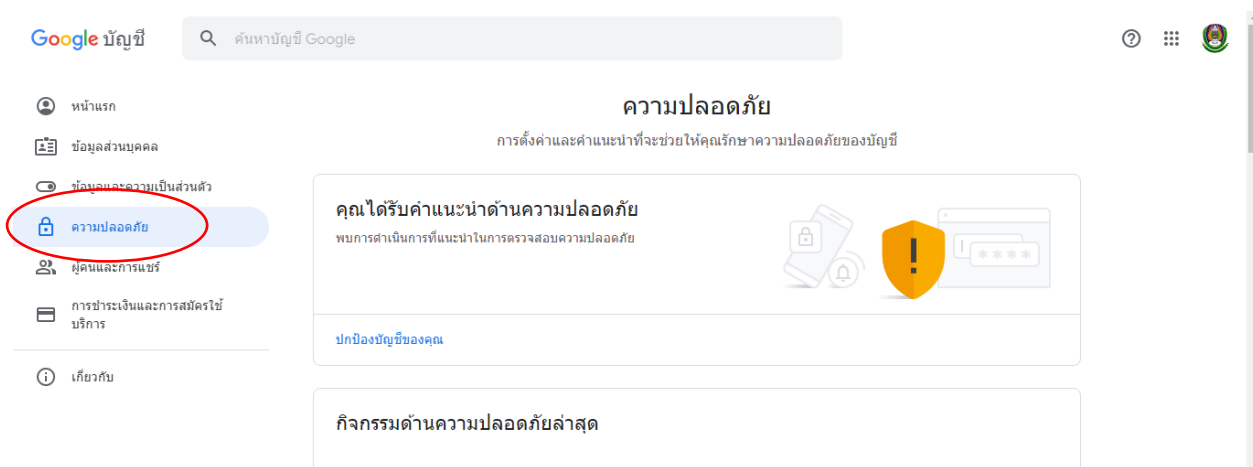 Google บัญชี
ค้นหาบัญชี Google
หน้าแรก
ข้อมูลส่วนบุคคล
ข้อมูลและความเป็นส่วนตัว
ความปลอดภัย
ผู้คนและการแชร์
การชำระเงินและการสมัครใช้
บริการ
เกี่ยวกับ
ความปลอดภัย
การตั้งค่าและคำแนะนำที่จะช่วยให้คุณรักษาความปลอดภัยของบัญชี
คุณได้รับคำแนะนำด้านความปลอดภัย
พบการดำเนินการที่แนะนำในการตรวจสอบความปลอดภัย
ปกป้องบัญชีของคุณ
กิจกรรมด้านความปลอดภัยล่าสุด